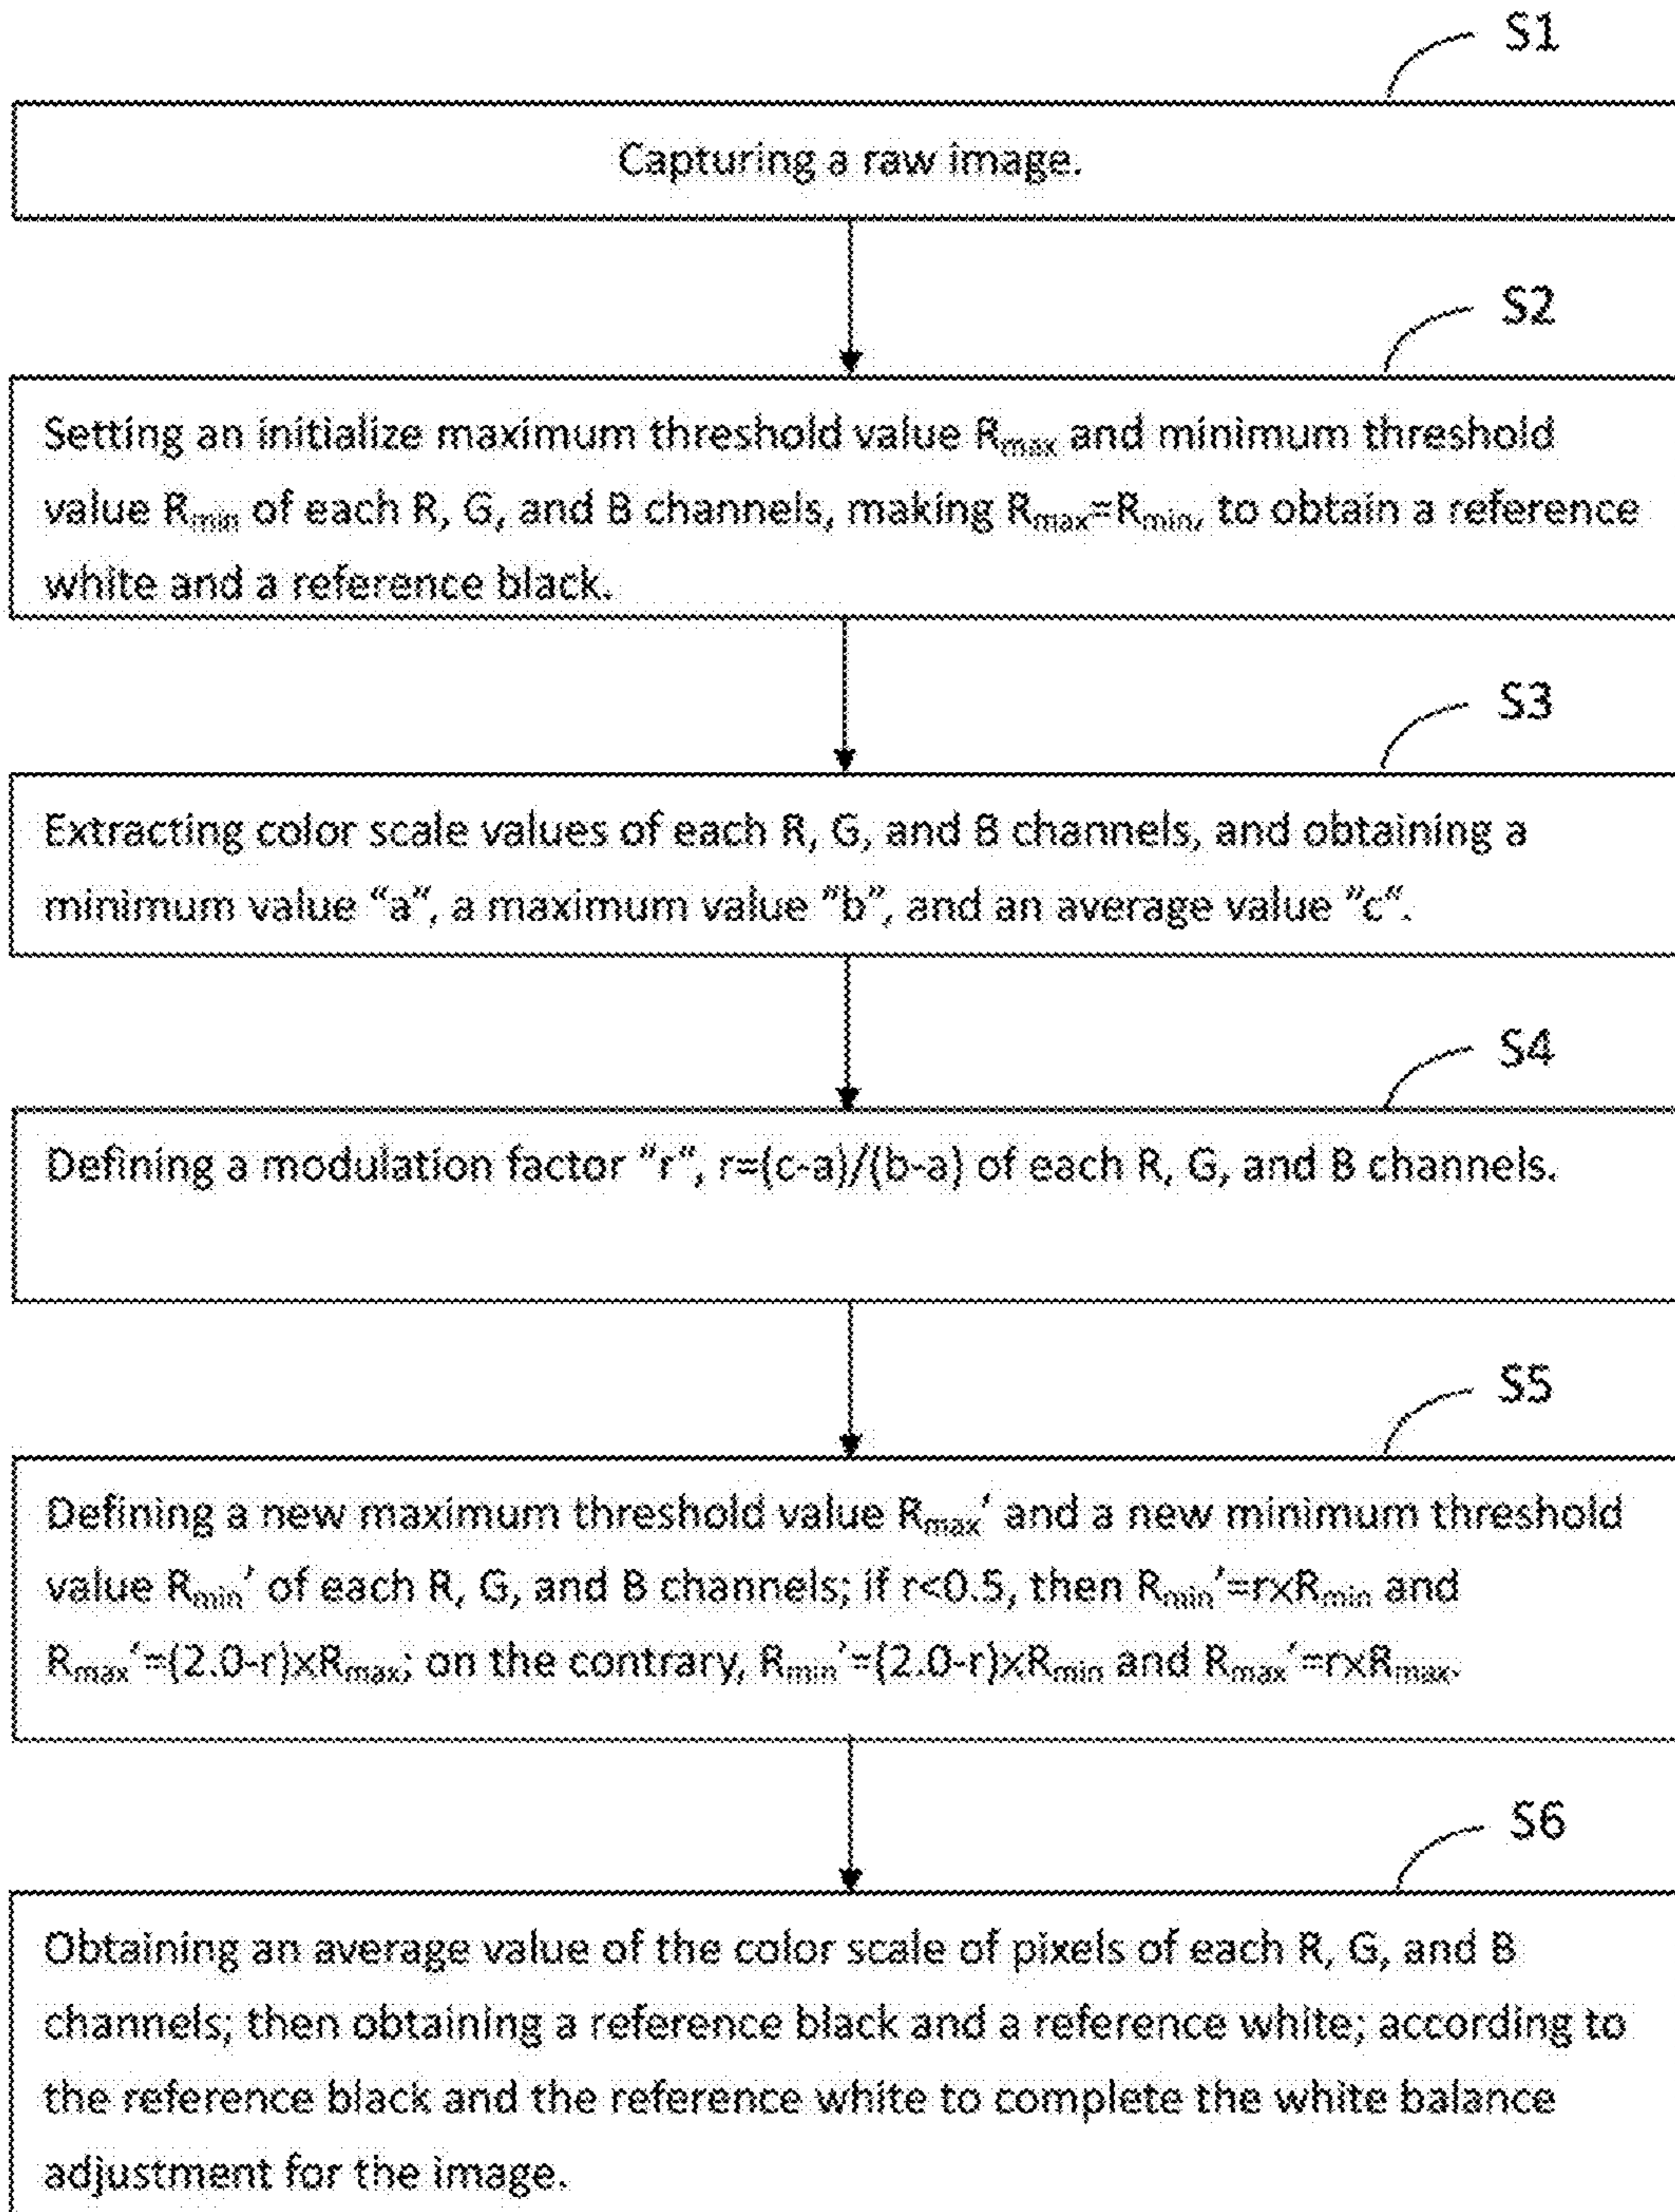 S1
Capturing a raw image.
S2
Setting an initialize maximum threshold value Rmax and minimum threshold
value Rmin of each R, G, and B channels, making Rmax=Rmin, to obtain a reference
white and a reference black.
S3
Extracting color scale values of each R, G, and B channels, and obtaining a
minimum value “a”, a maximum value ”b”, and an average value ”c“.
S4
Defining a modulation factor ”r“, r=(c-a)/(b-a) of each R, G, and B channels.
S5
Defining a new maximum threshold value Rmax’ and a new minimum threshold
value Rmin’ of each R, G, and B channels; if r<0.5, then Rmin’=r×Rmin and
Rmax’=(2.0-r)×Rmax; on the contrary, Rmin’=(2.0-r)×Rmin and Rmax’=r×Rmax.
S6
Obtaining an average value of the color scale of pixels of each R, G, and B
channels; then obtaining a reference black and a reference white; according to
the reference black and the reference white to complete the white balance
adjustment for the image.